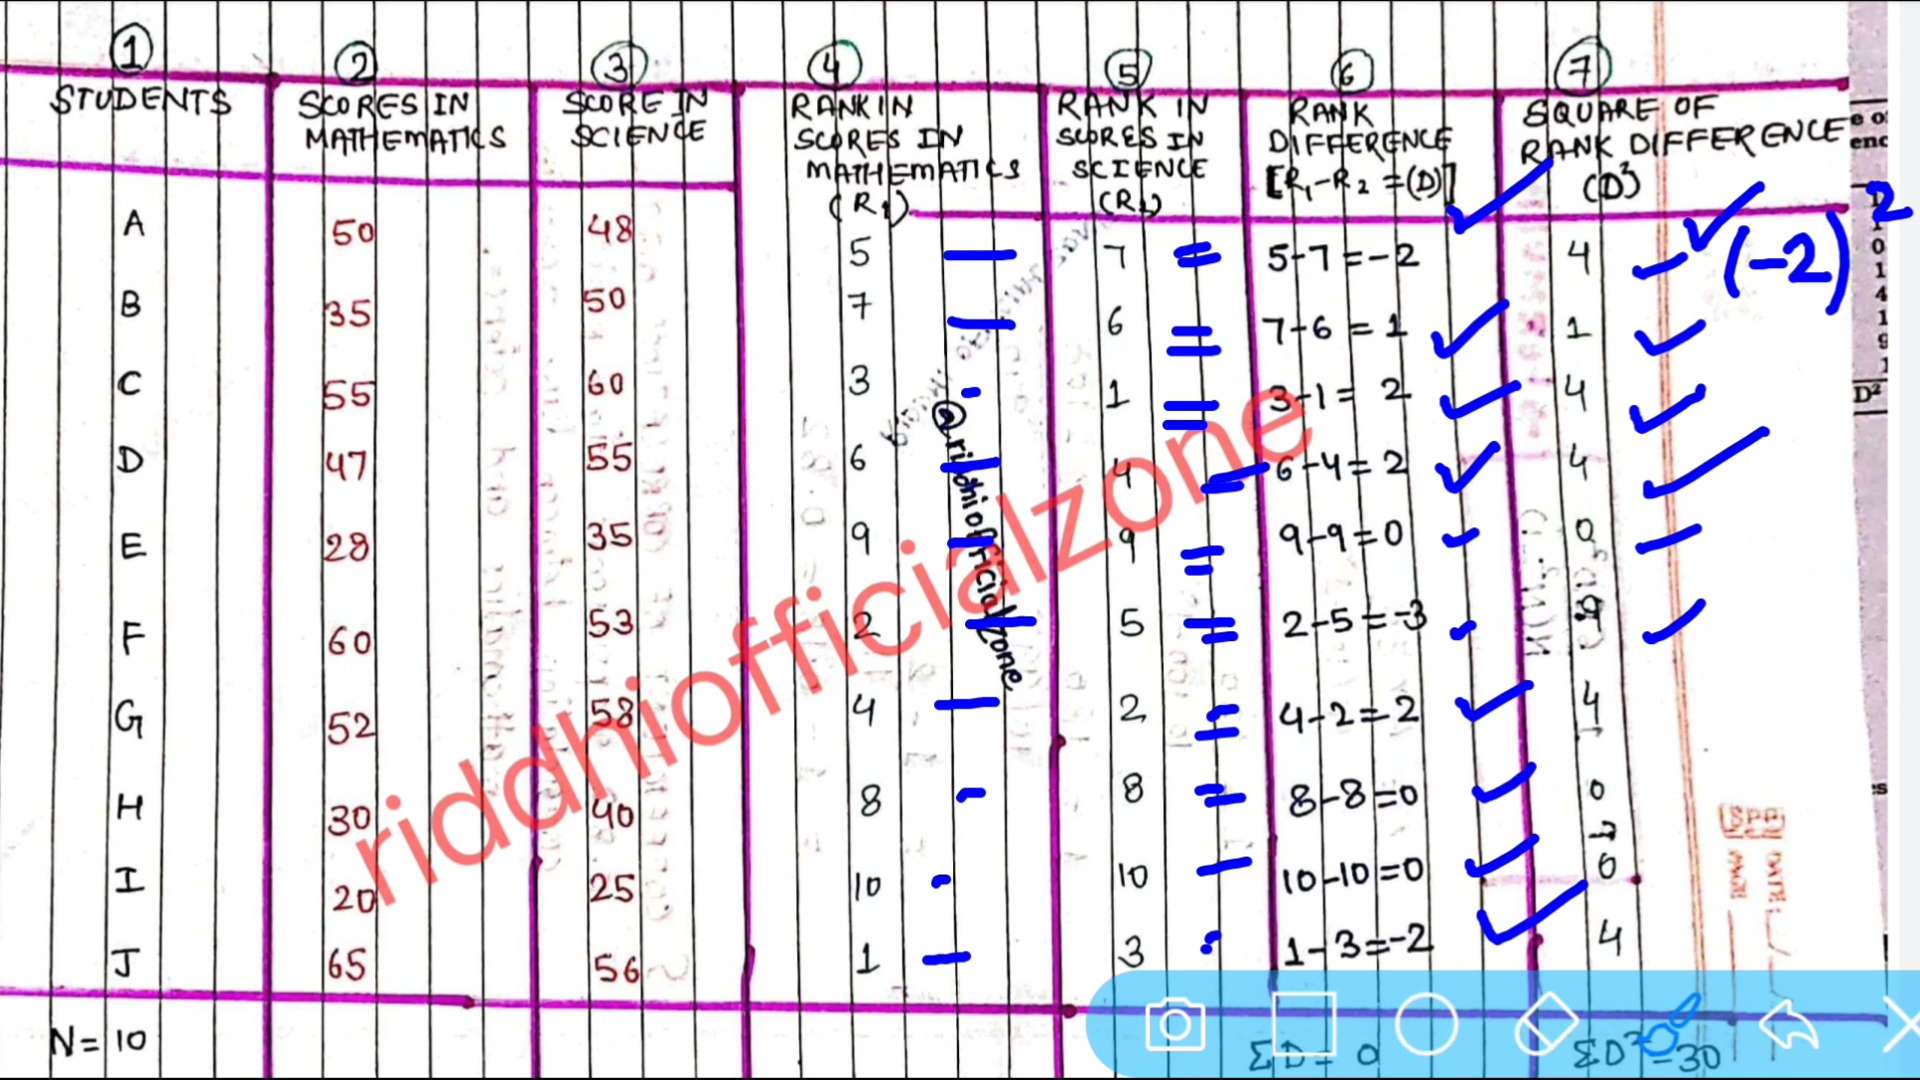 1 2 3 4 5 6 7
STUDENTS SCORES IN MATHEMATICS SCORE IN SCIENCE RANK IN SCORES IN MATHEMATICS (R1) RANK IN SCORES IN SCIENCE (R2) RANK DIFFERENCE [R1-R2 =(D)] SQUARE OF RANK DIFFERENCE (D²)
A 50 48 5 7 5-7=-2 4 (-2)²
B 35 50 7 6 7-6=1 1
C 55 60 3 1 3-1=2 4
D 47 55 6 4 6-4=2 4
E 28 35 9 9 9-9=0 0
F 60 53 2 5 2-5=-3 9
G 52 58 4 2 4-2=2 4
H 30 40 8 8 8-8=0 0
I 20 25 10 10 10-10=0 0
J 65 56 1 3 1-3=-2 4
N=10 ΣD=0 ΣD²=30
@riddhiofficialzone
riddhiofficialzone
D²